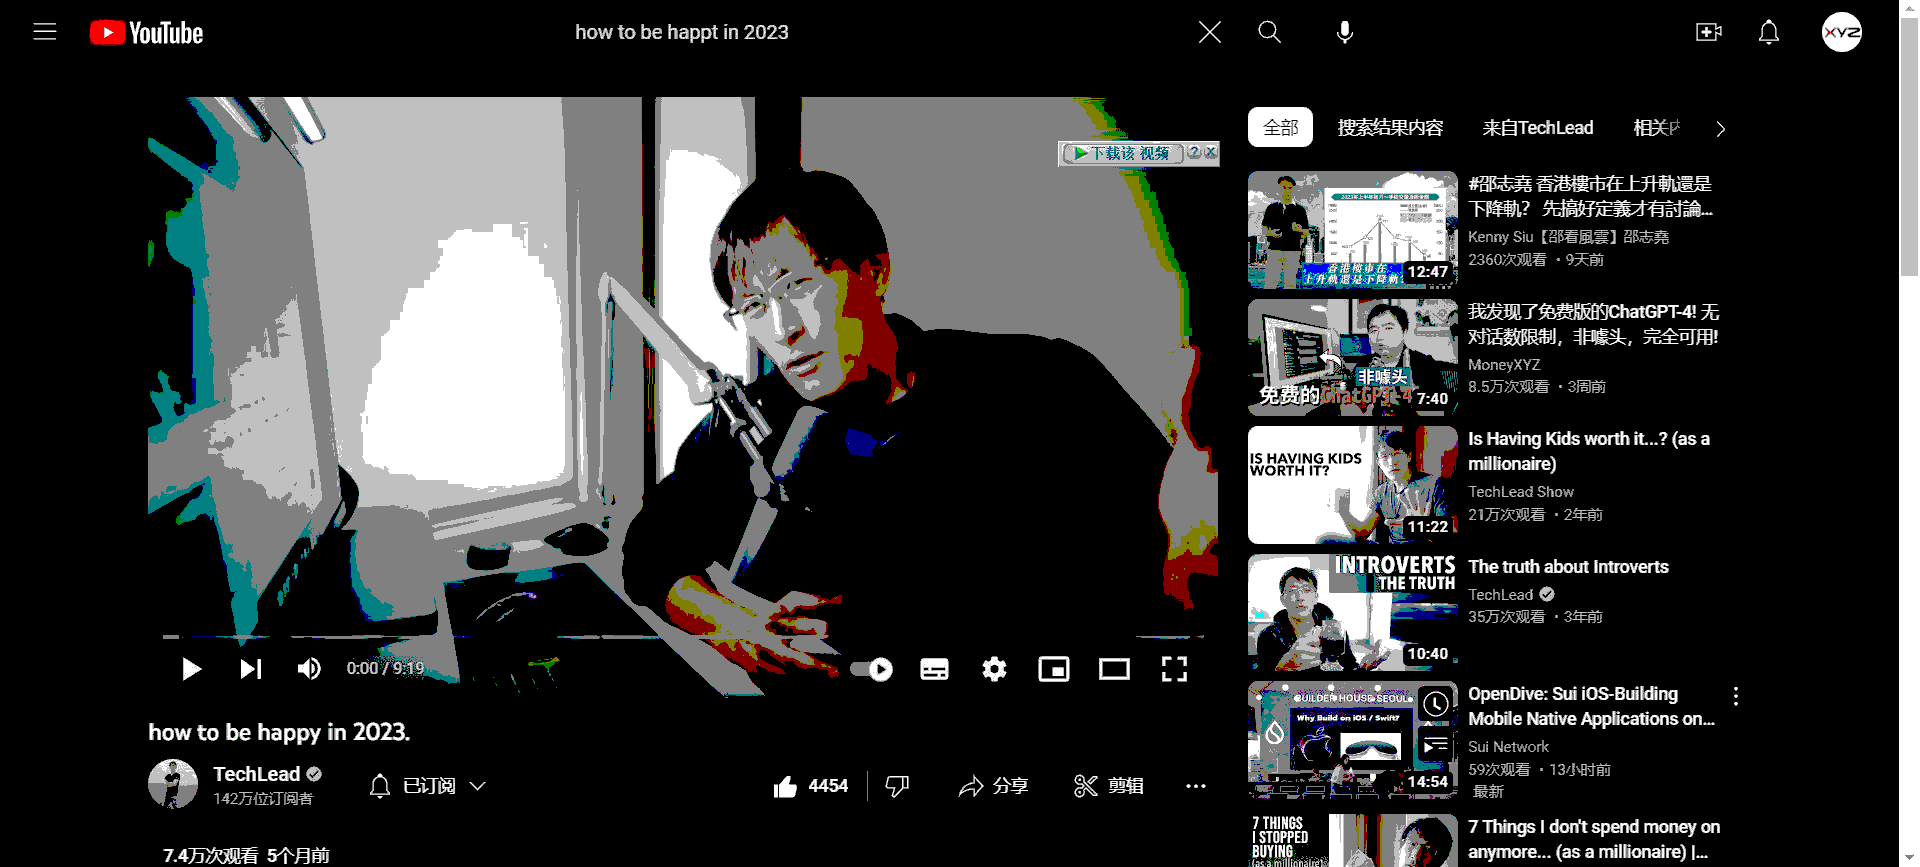 YouTube
how to be happt in 2023
XYZ
下载该 视频
? X
0:00 / 9:19
how to be happy in 2023.
TechLead
142万位订阅者
已订阅
4454
分享
剪辑
7.4万次观看 5个月前
全部
搜索结果内容
来自TechLead
相关
香港樓市在
上升軌還是下降軌?
12:47
#邵志堯 香港樓市在上升軌還是
下降軌？ 先搞好定義才有討論...
Kenny Siu【邵看風雲】邵志堯
2360次观看 · 9天前
非噱头
免费的ChatGPT-4
7:40
我发现了免费版的ChatGPT-4! 无
对话数限制，非噱头，完全可用!
MoneyXYZ
8.5万次观看 · 3周前
IS HAVING KIDS
WORTH IT?
11:22
Is Having Kids worth it...? (as a
millionaire)
TechLead Show
21万次观看 · 2年前
INTROVERTS
THE TRUTH
10:40
The truth about Introverts
TechLead
35万次观看 · 3年前
BUILDER HOUSE SEOUL
Why Build on iOS / Swift?
14:54
OpenDive: Sui iOS-Building
Mobile Native Applications on...
Sui Network
59次观看 · 13小时前
最新
7 THINGS
I STOPPED
BUYING
(as a millionaire)
7 Things I don't spend money on
anymore... (as a millionaire) |...